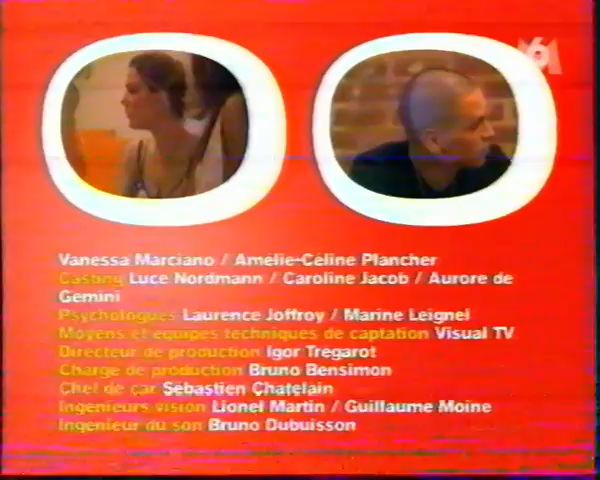 M6
Vanessa Marciano / Amélie-Céline Plancher
Casting Luce Nordmann / Caroline Jacob / Aurore de
Gemini
Psychologues Laurence Joffroy / Marine Leignel
Moyens et équipes techniques de captation Visual TV
Directeur de production Igor Trégarot
Chargé de production Bruno Bensimon
Chef de car Sébastien Chatelain
Ingénieurs vision Lionel Martin / Guillaume Moine
Ingénieur du son Bruno Dubuisson